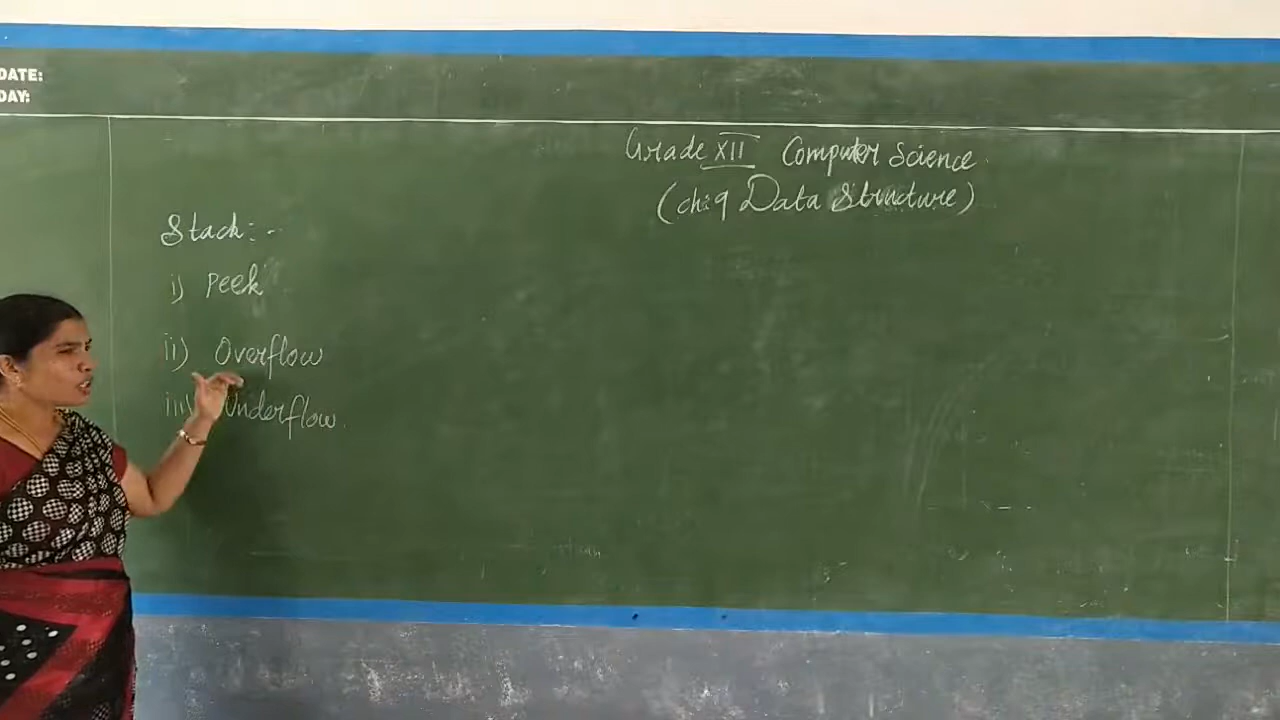 DATE:
DAY:
Grade XII Computer Science
(ch:9 Data Structure)
Stack:-
i) Peek
ii) Overflow
iii) Underflow